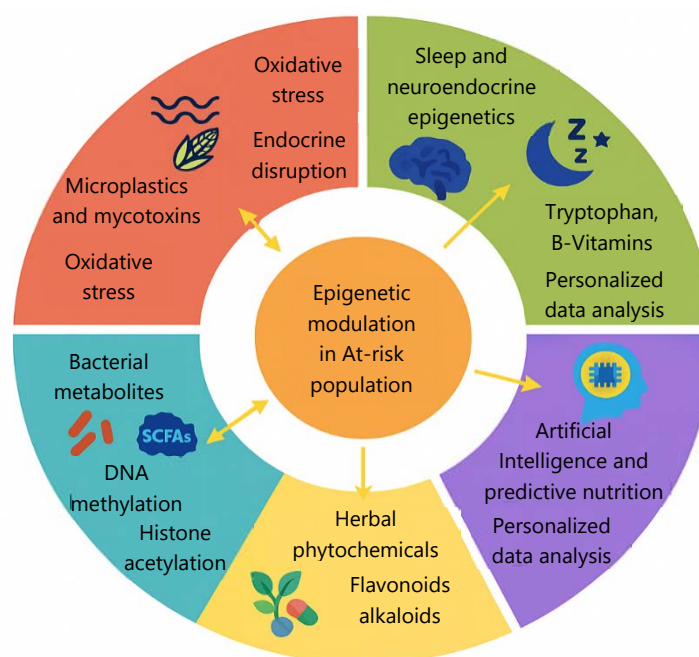 Oxidative
stress
Endocrine
disruption
Microplastics
and mycotoxins
Oxidative
stress
Sleep and
neuroendocrine
epigenetics
Z
Z
Z
Tryptophan,
B-Vitamins
Personalized
data analysis
Epigenetic
modulation
in At-risk
population
Bacterial
metabolites
SCFAs
DNA
methylation
Histone
acetylation
Herbal
phytochemicals
Flavonoids
alkaloids
Artificial
Intelligence and
predictive nutrition
Personalized
data analysis